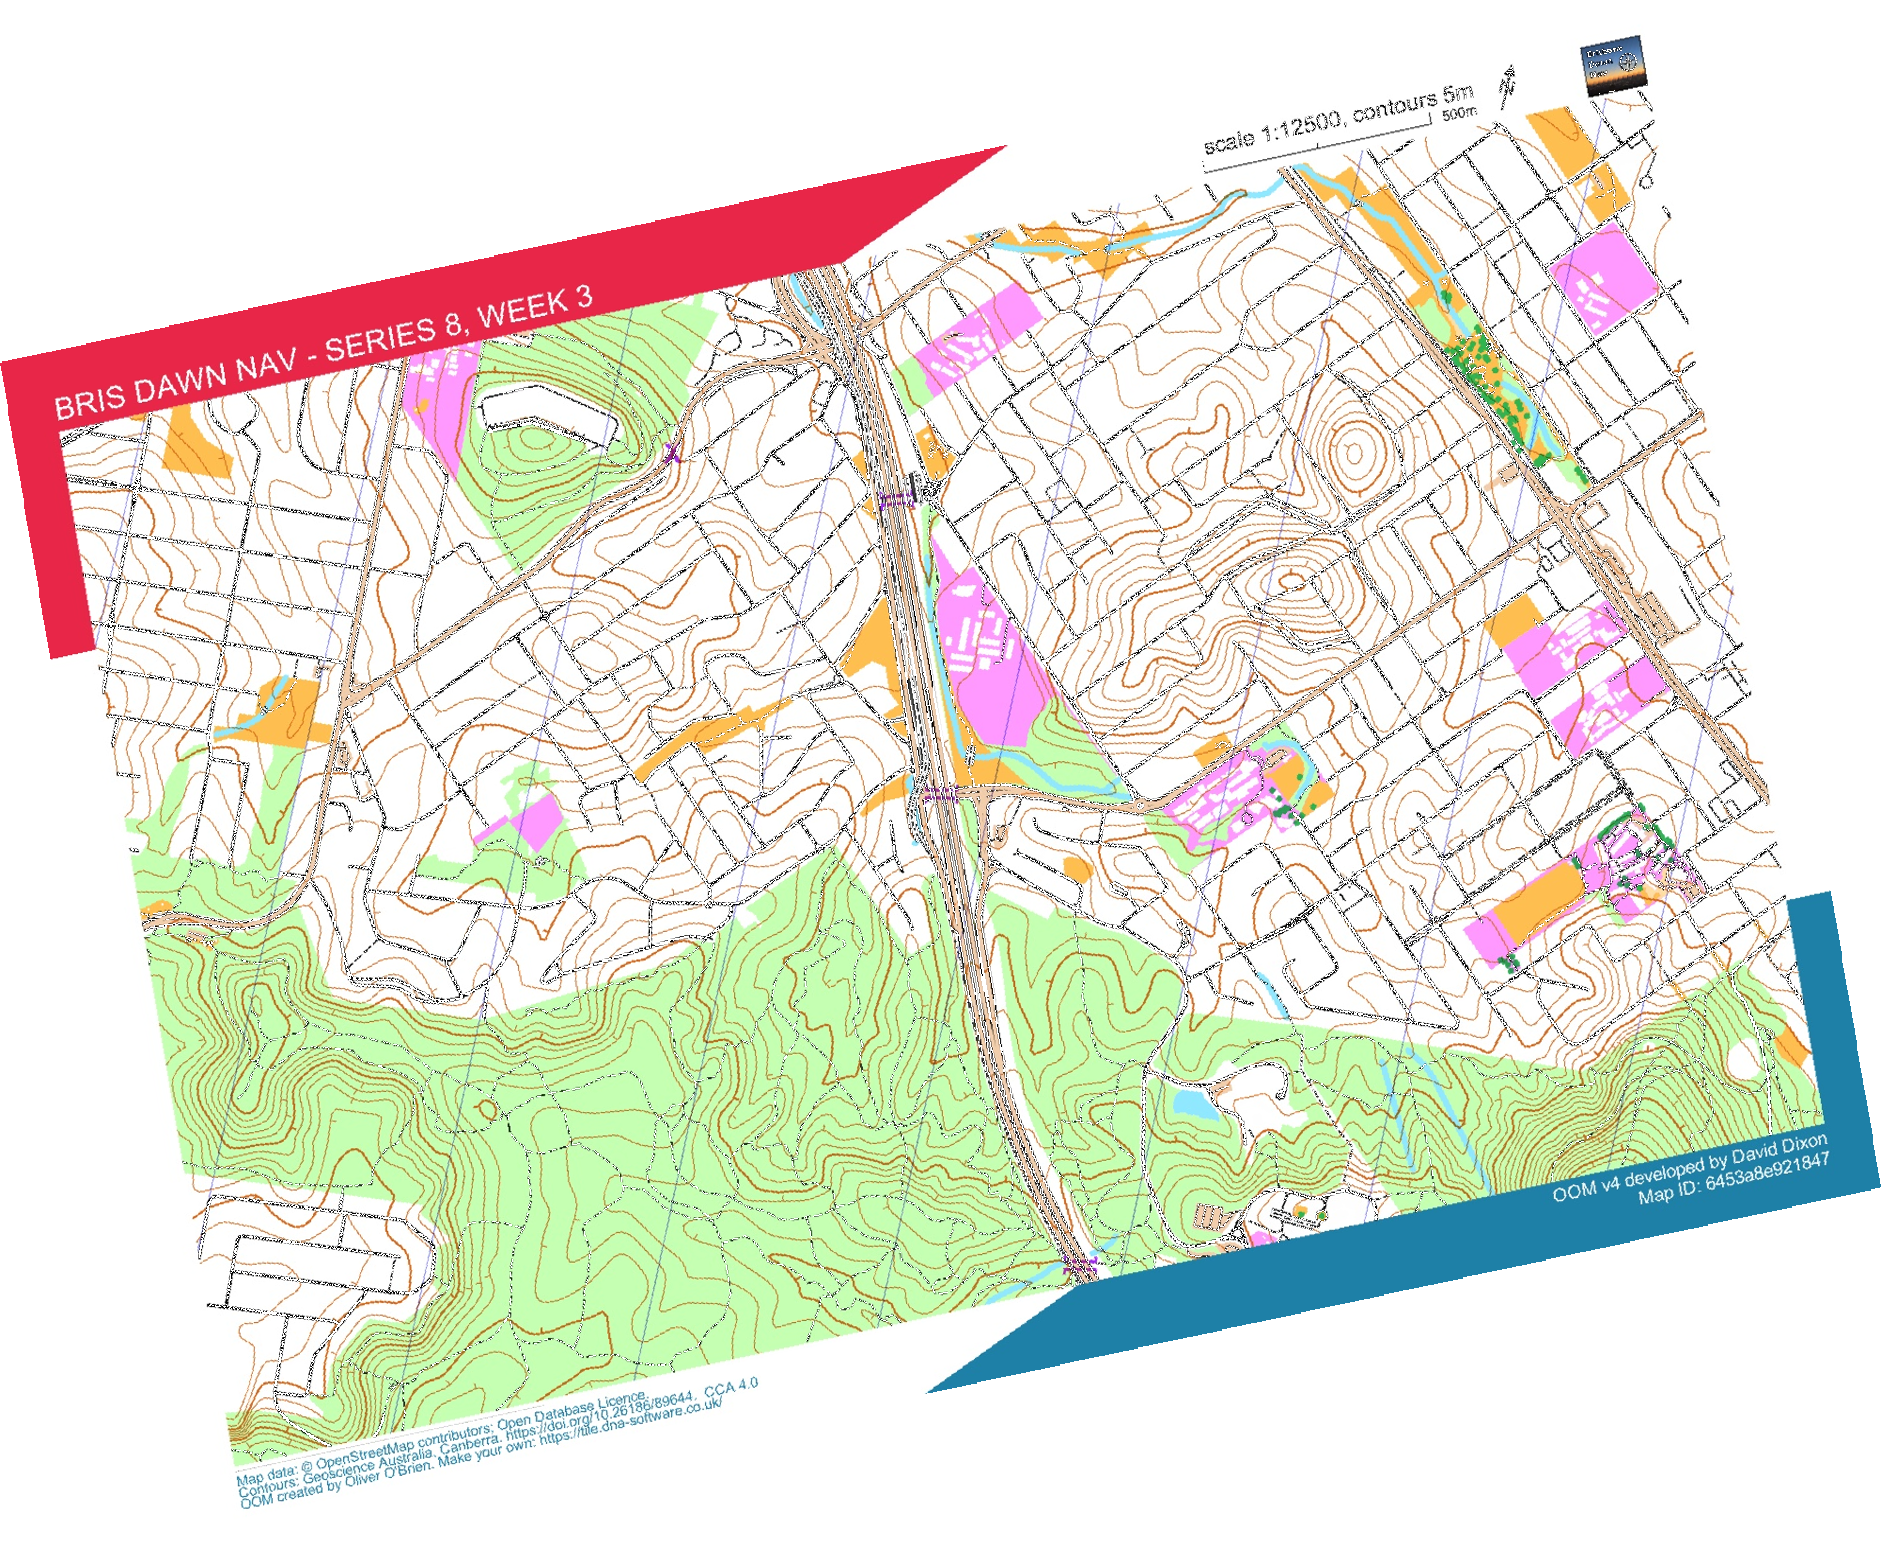 scale 1:12500, contours 5m
500m
BRIS DAWN NAV - SERIES 8, WEEK 3
OOM v4 developed by David Dixon
Map ID: 6453a8e921847
Map data: © OpenStreetMap contributors; Open Database Licence.
Contours: Geoscience Australia, Canberra. https://doi.org/10.26186/89644. CCA 4.0
OOM created by Oliver O'Brien. Make your own: https://tile.dna-software.co.uk/